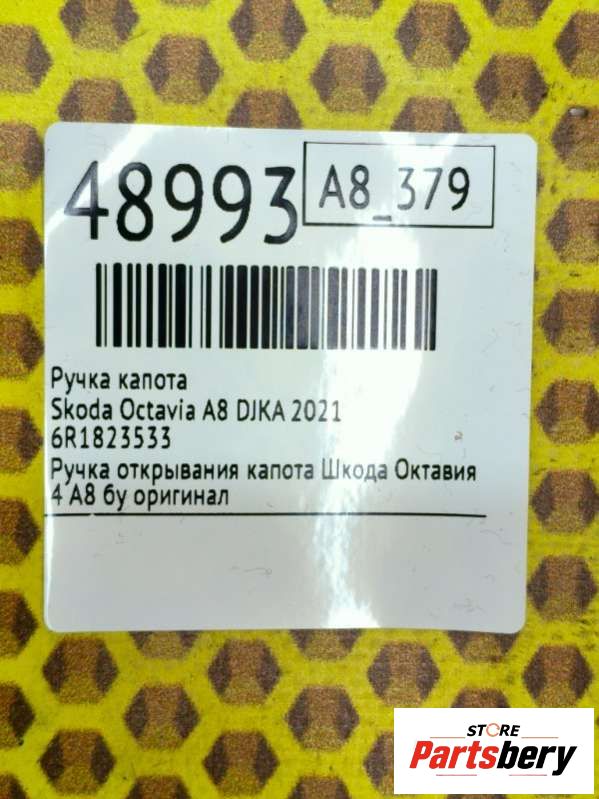 48993
A8_379
Ручка капота
Skoda Octavia A8 DJKA 2021
6R1823533
Ручка открывания капота Шкода Октавия
4 А8 бу оригинал
STORE
Partsbery